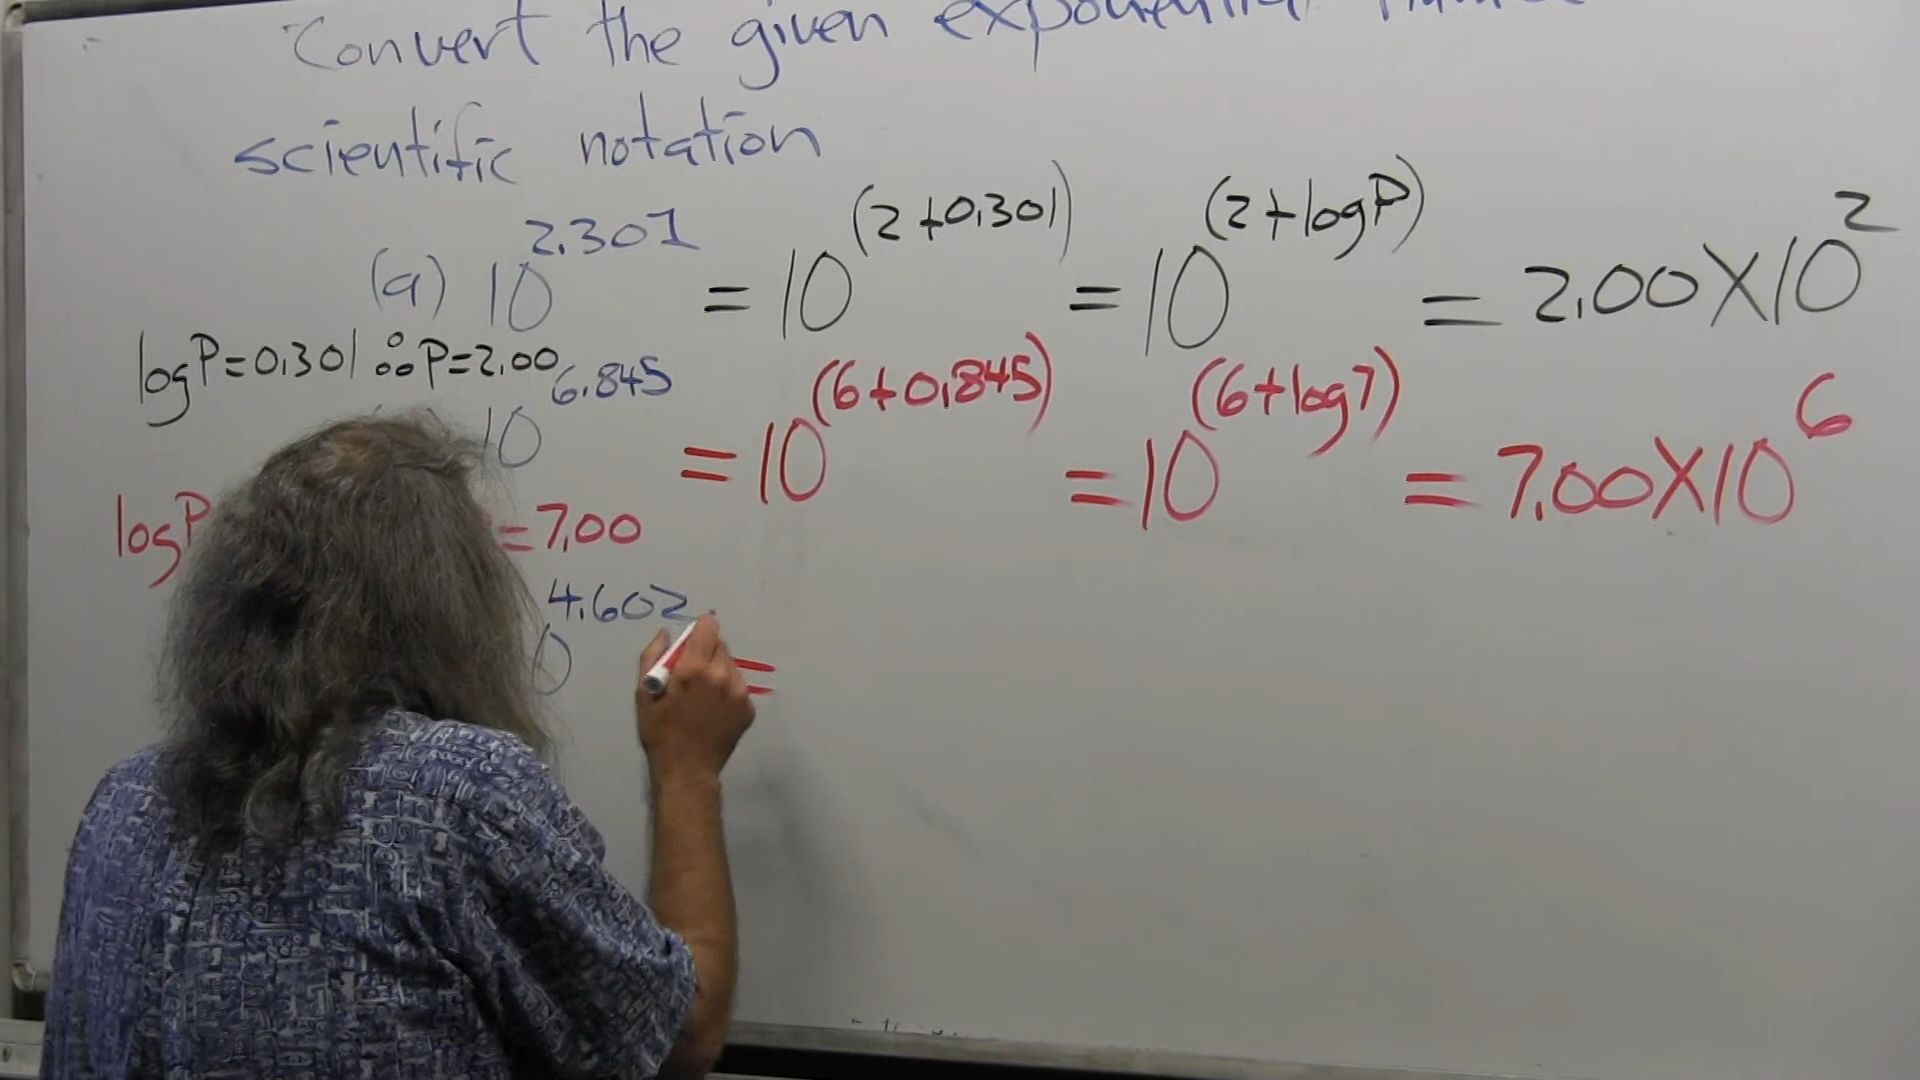 Convert the given exponential
scientific notation
(a) 10^2.301 = 10^(2+0.301) = 10^(2+logP) = 2.00X10^2
logP=0.301 ∴P=2.00
10^6.845 = 10^(6+0.845) = 10^(6+log7) = 7.00X10^6
logP =7.00
0^4.602 =